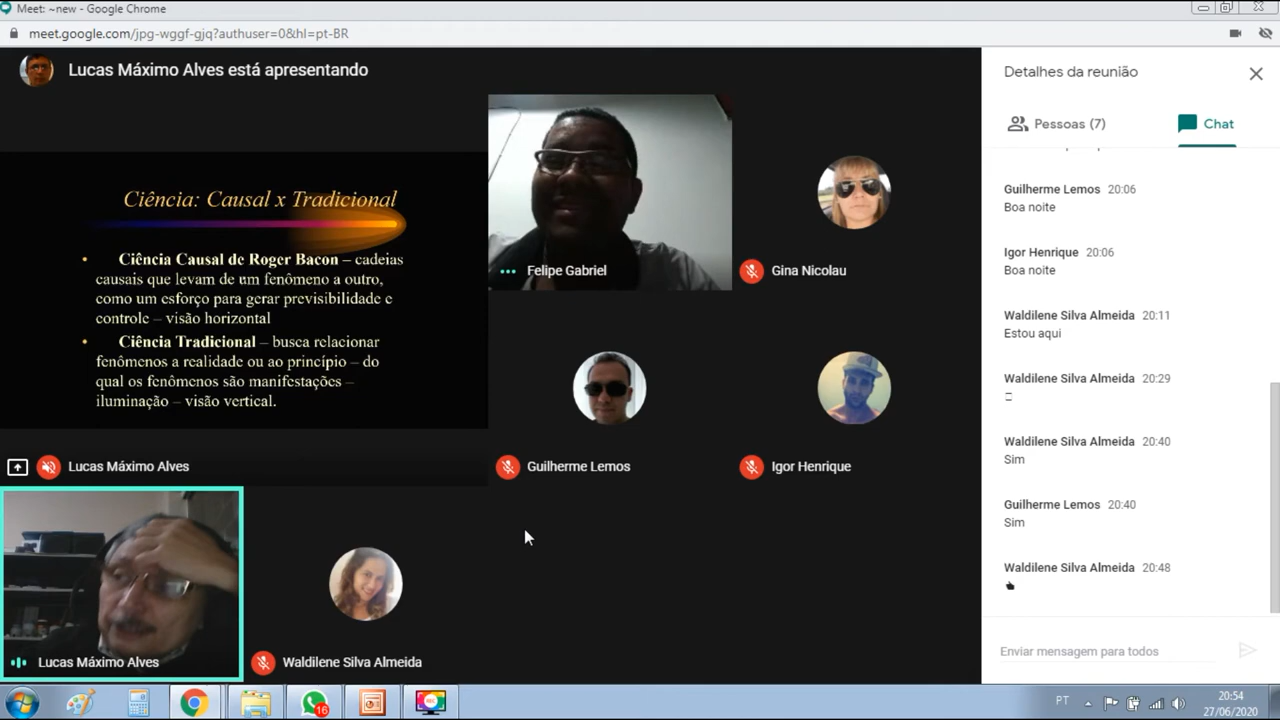 Meet: ~new - Google Chrome
meet.google.com/jpg-wggf-gjq?authuser=0&hl=pt-BR
Lucas Máximo Alves está apresentando
Ciência: Causal x Tradicional
• Ciência Causal de Roger Bacon – cadeias
causais que levam de um fenômeno a outro,
como um esforço para gerar previsibilidade e
controle – visão horizontal
• Ciência Tradicional – busca relacionar
fenômenos a realidade ou ao princípio – do
qual os fenômenos são manifestações –
iluminação – visão vertical.
Felipe Gabriel
Gina Nicolau
Lucas Máximo Alves
Guilherme Lemos
Igor Henrique
Lucas Máximo Alves
Waldilene Silva Almeida
Detalhes da reunião
Pessoas (7)
Chat
Guilherme Lemos 20:06
Boa noite
Igor Henrique 20:06
Boa noite
Waldilene Silva Almeida 20:11
Estou aqui
Waldilene Silva Almeida 20:29
Waldilene Silva Almeida 20:40
Sim
Guilherme Lemos 20:40
Sim
Waldilene Silva Almeida 20:48
Enviar mensagem para todos
16
PT
20:54
27/06/2020